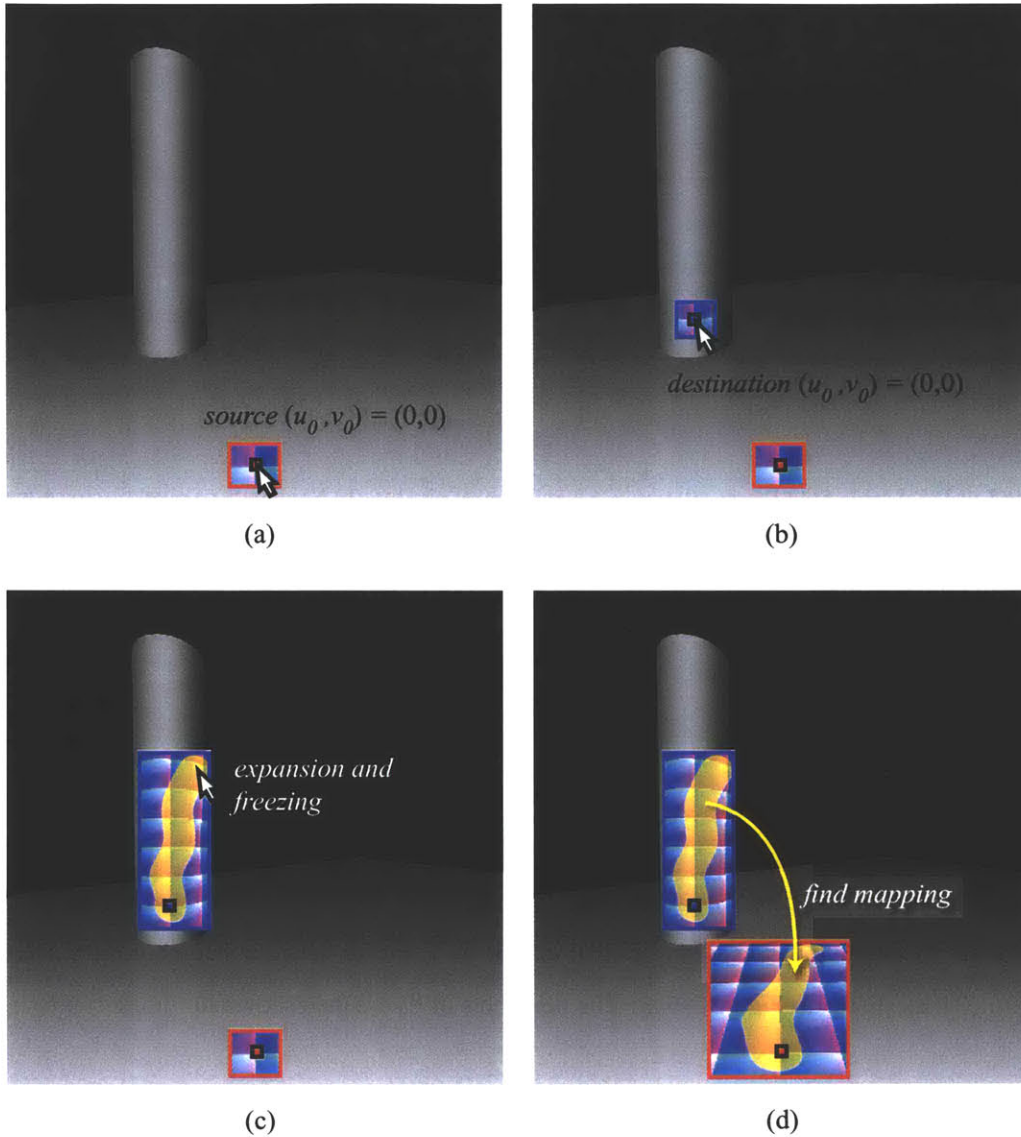 source (u₀,v₀) = (0,0)
destination (u₀,v₀) = (0,0)
(a)
(b)
expansion and
freezing
find mapping
(c)
(d)